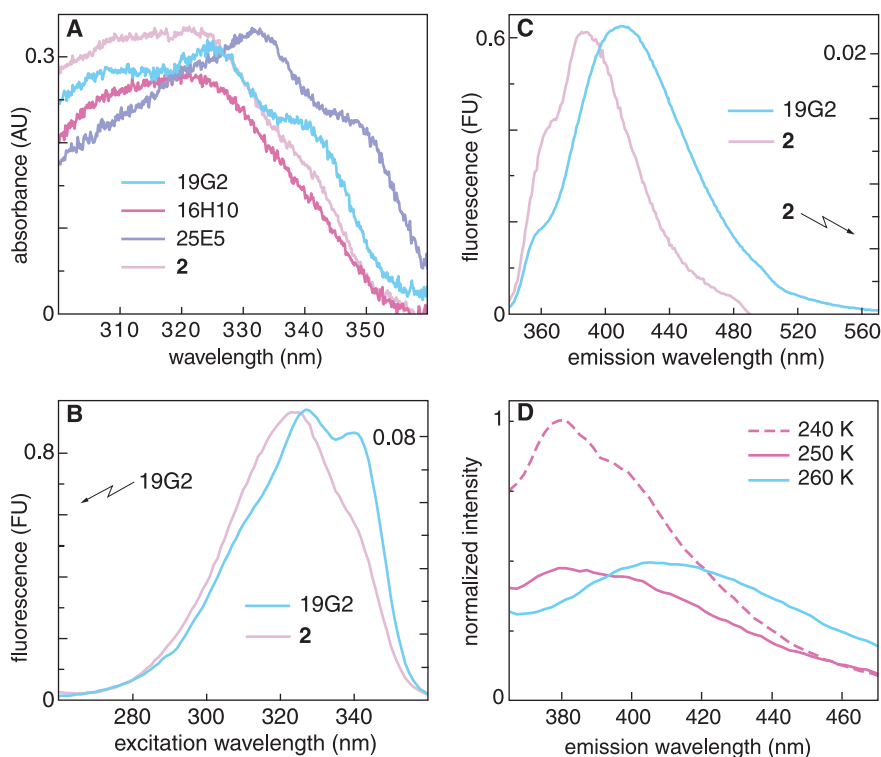 A
0.3
0
absorbance (AU)
19G2
16H10
25E5
2
310 320 330 340 350
wavelength (nm)
C
0.6
0
0.02
fluorescence (FU)
19G2
2
2
360 400 440 480 520 560
emission wavelength (nm)
B
0.8
0
0.08
fluorescence (FU)
19G2
19G2
2
280 300 320 340
excitation wavelength (nm)
D
1
0
normalized intensity
240 K
250 K
260 K
380 400 420 440 460
emission wavelength (nm)